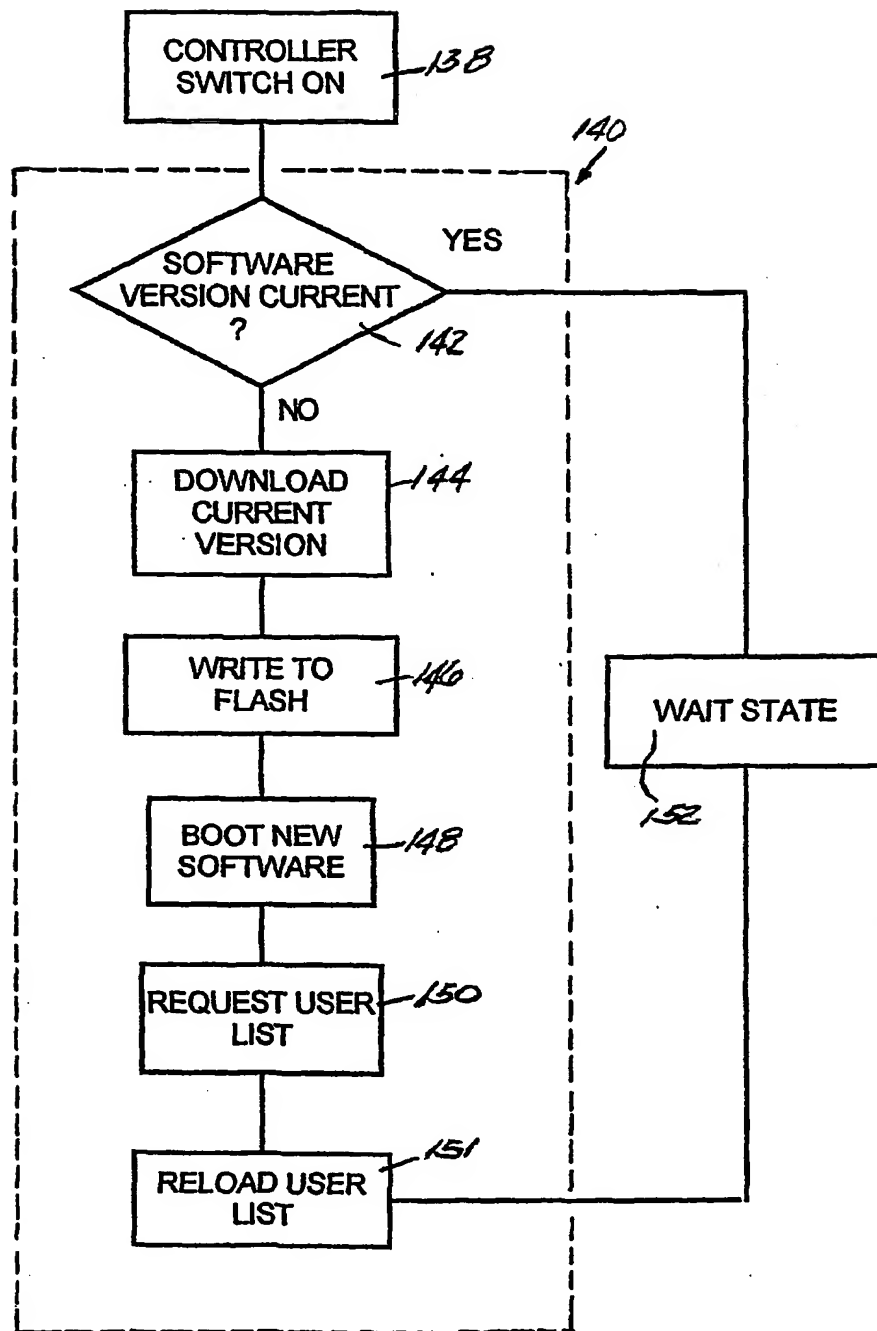 CONTROLLER
SWITCH ON
138
140
YES
SOFTWARE
VERSION CURRENT
?
142
NO
DOWNLOAD
CURRENT
VERSION
144
WRITE TO
FLASH
146
WAIT STATE
152
BOOT NEW
SOFTWARE
148
REQUEST USER
LIST
150
RELOAD USER
LIST
151